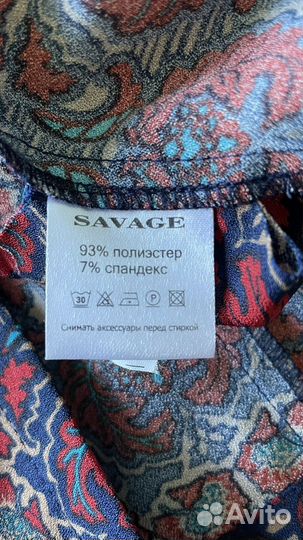 SAVAGE
93% полиэстер
7% спандекс
30 P
Снимать аксессуары перед стиркой
Avito